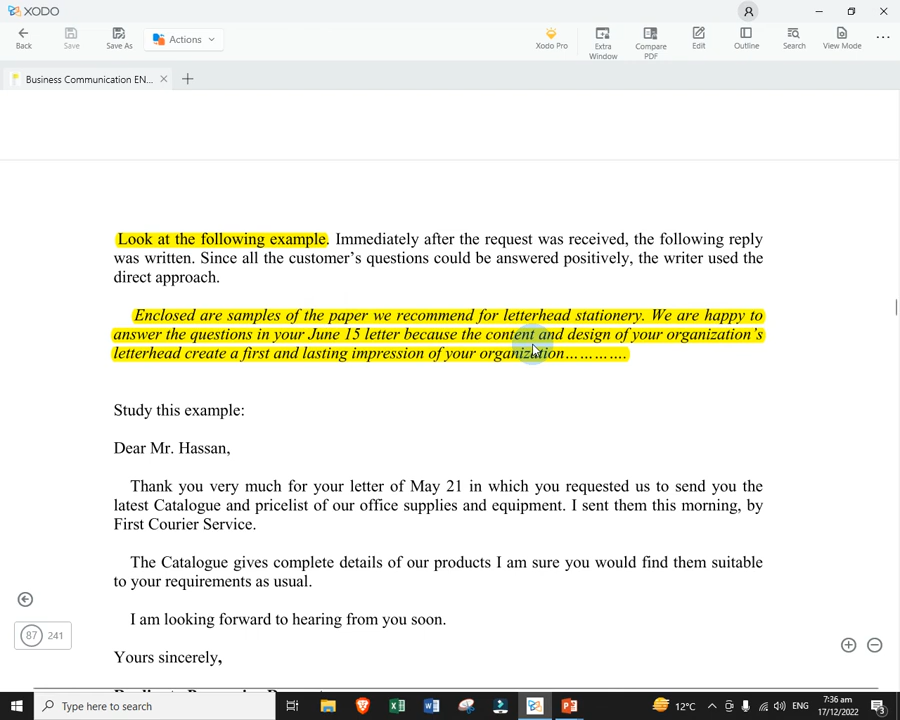 XODO
Back
Save
Save As
Actions
Xodo Pro
Extra Window
Compare PDF
Edit
Outline
Search
View Mode
Business Communication EN...
Look at the following example. Immediately after the request was received, the following reply
was written. Since all the customer's questions could be answered positively, the writer used the
direct approach.
Enclosed are samples of the paper we recommend for letterhead stationery. We are happy to
answer the questions in your June 15 letter because the content and design of your organization's
letterhead create a first and lasting impression of your organization………….
Study this example:
Dear Mr. Hassan,
Thank you very much for your letter of May 21 in which you requested us to send you the
latest Catalogue and pricelist of our office supplies and equipment. I sent them this morning, by
First Courier Service.
The Catalogue gives complete details of our products I am sure you would find them suitable
to your requirements as usual.
I am looking forward to hearing from you soon.
Yours sincerely,
87 241
Type here to search
12°C
ENG
7:36 am
17/12/2022
3